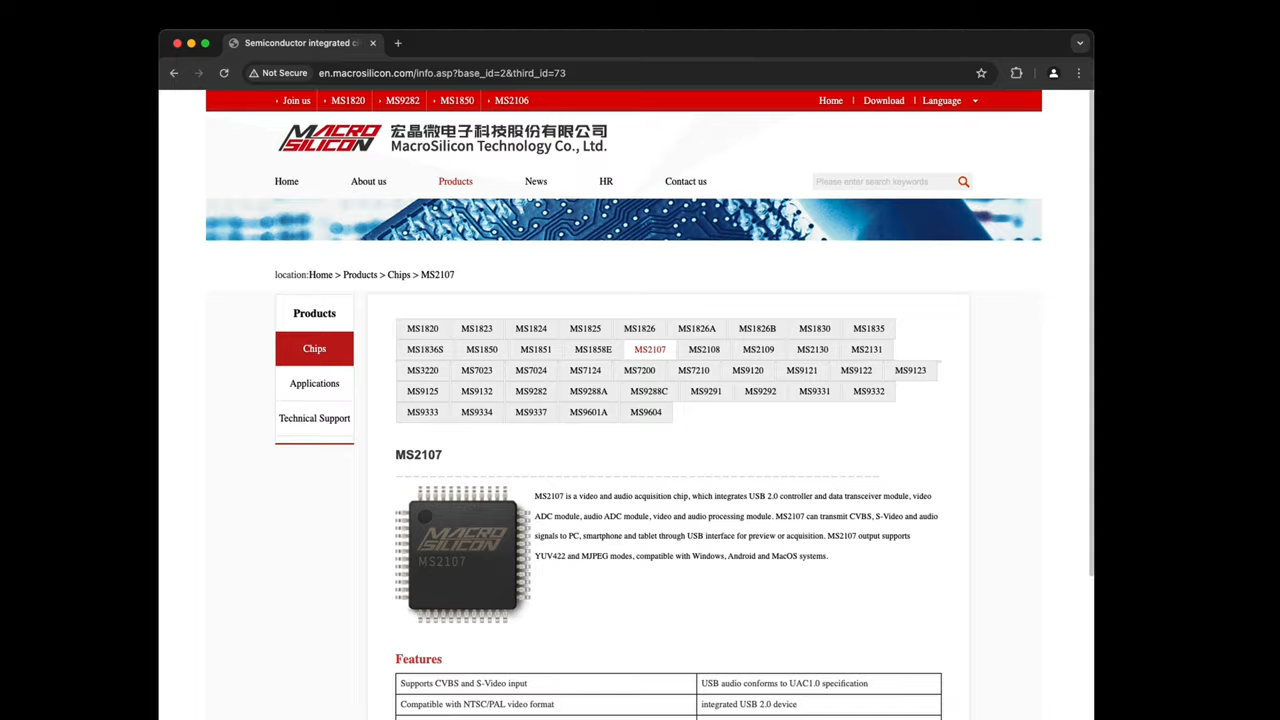 Semiconductor integrated ci
Not Secure en.macrosilicon.com/info.asp?base_id=2&third_id=73
Join us MS1820 MS9282 MS1850 MS2106 Home Download Language
MACRO SILICON
宏晶微电子科技股份有限公司
MacroSilicon Technology Co., Ltd.
Home About us Products News HR Contact us Please enter search keywords
location:Home > Products > Chips > MS2107
Products
Chips
Applications
Technical Support
MS1820 MS1823 MS1824 MS1825 MS1826 MS1826A MS1826B MS1830 MS1835
MS1836S MS1850 MS1851 MS1858E MS2107 MS2108 MS2109 MS2130 MS2131
MS3220 MS7023 MS7024 MS7124 MS7200 MS7210 MS9120 MS9121 MS9122 MS9123
MS9125 MS9132 MS9282 MS9288A MS9288C MS9291 MS9292 MS9331 MS9332
MS9333 MS9334 MS9337 MS9601A MS9604
MS2107
MACRO
SILICON
MS2107
MS2107 is a video and audio acquisition chip, which integrates USB 2.0 controller and data transceiver module, video
ADC module, audio ADC module, video and audio processing module. MS2107 can transmit CVBS, S-Video and audio
signals to PC, smartphone and tablet through USB interface for preview or acquisition. MS2107 output supports
YUV422 and MJPEG modes, compatible with Windows, Android and MacOS systems.
Features
Supports CVBS and S-Video input USB audio conforms to UAC1.0 specification
Compatible with NTSC/PAL video format integrated USB 2.0 device